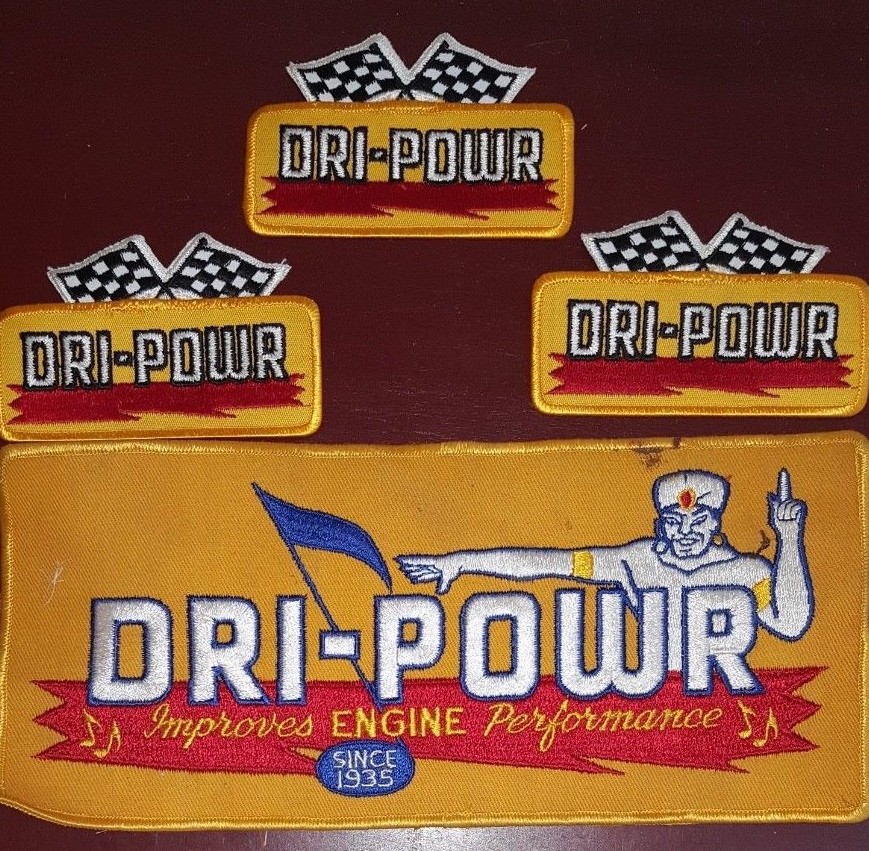 DRI-POWR
DRI-POWR
DRI-POWR
DRI-POWR
Improves ENGINE Performance
SINCE
1935